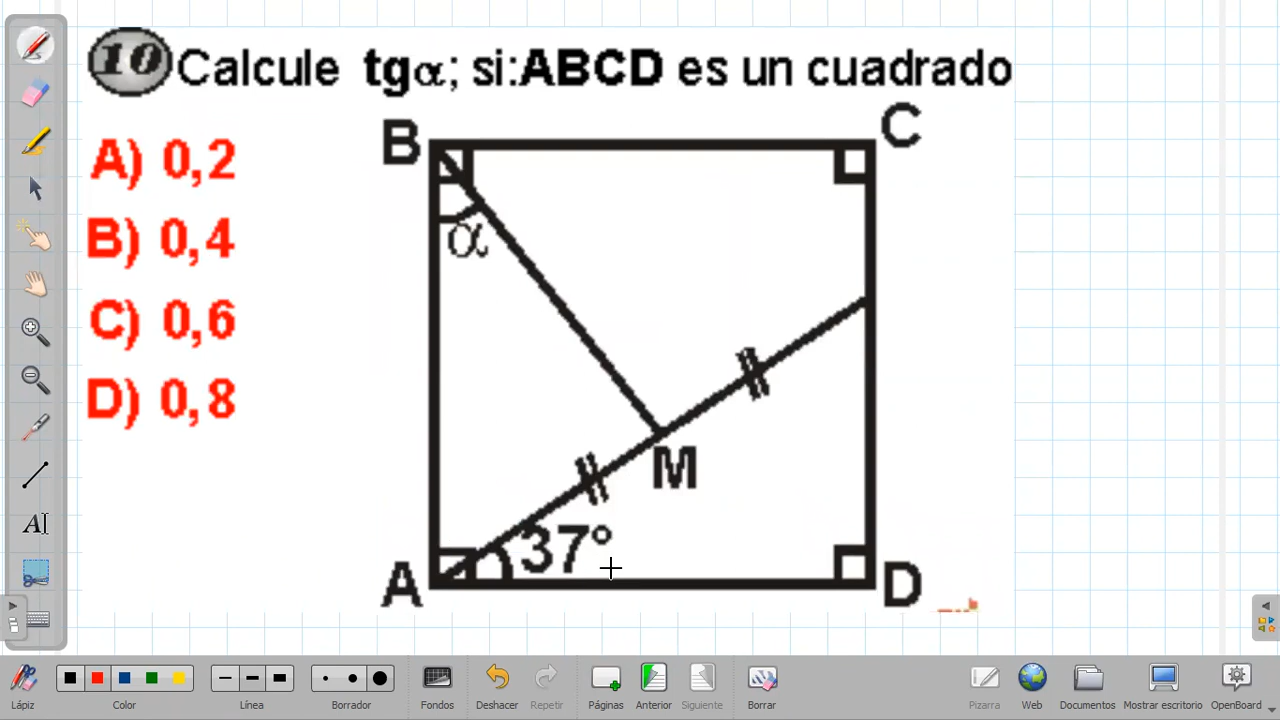 10 Calcule tgα; si:ABCD es un cuadrado
A) 0,2
B) 0,4
C) 0,6
D) 0,8
B
C
α
M
37°
A
D
AI
Lápiz
Color
Línea
Borrador
Fondos
Deshacer
Repetir
Páginas
Anterior
Siguiente
Borrar
Pizarra
Web
Documentos
Mostrar escritorio
OpenBoard